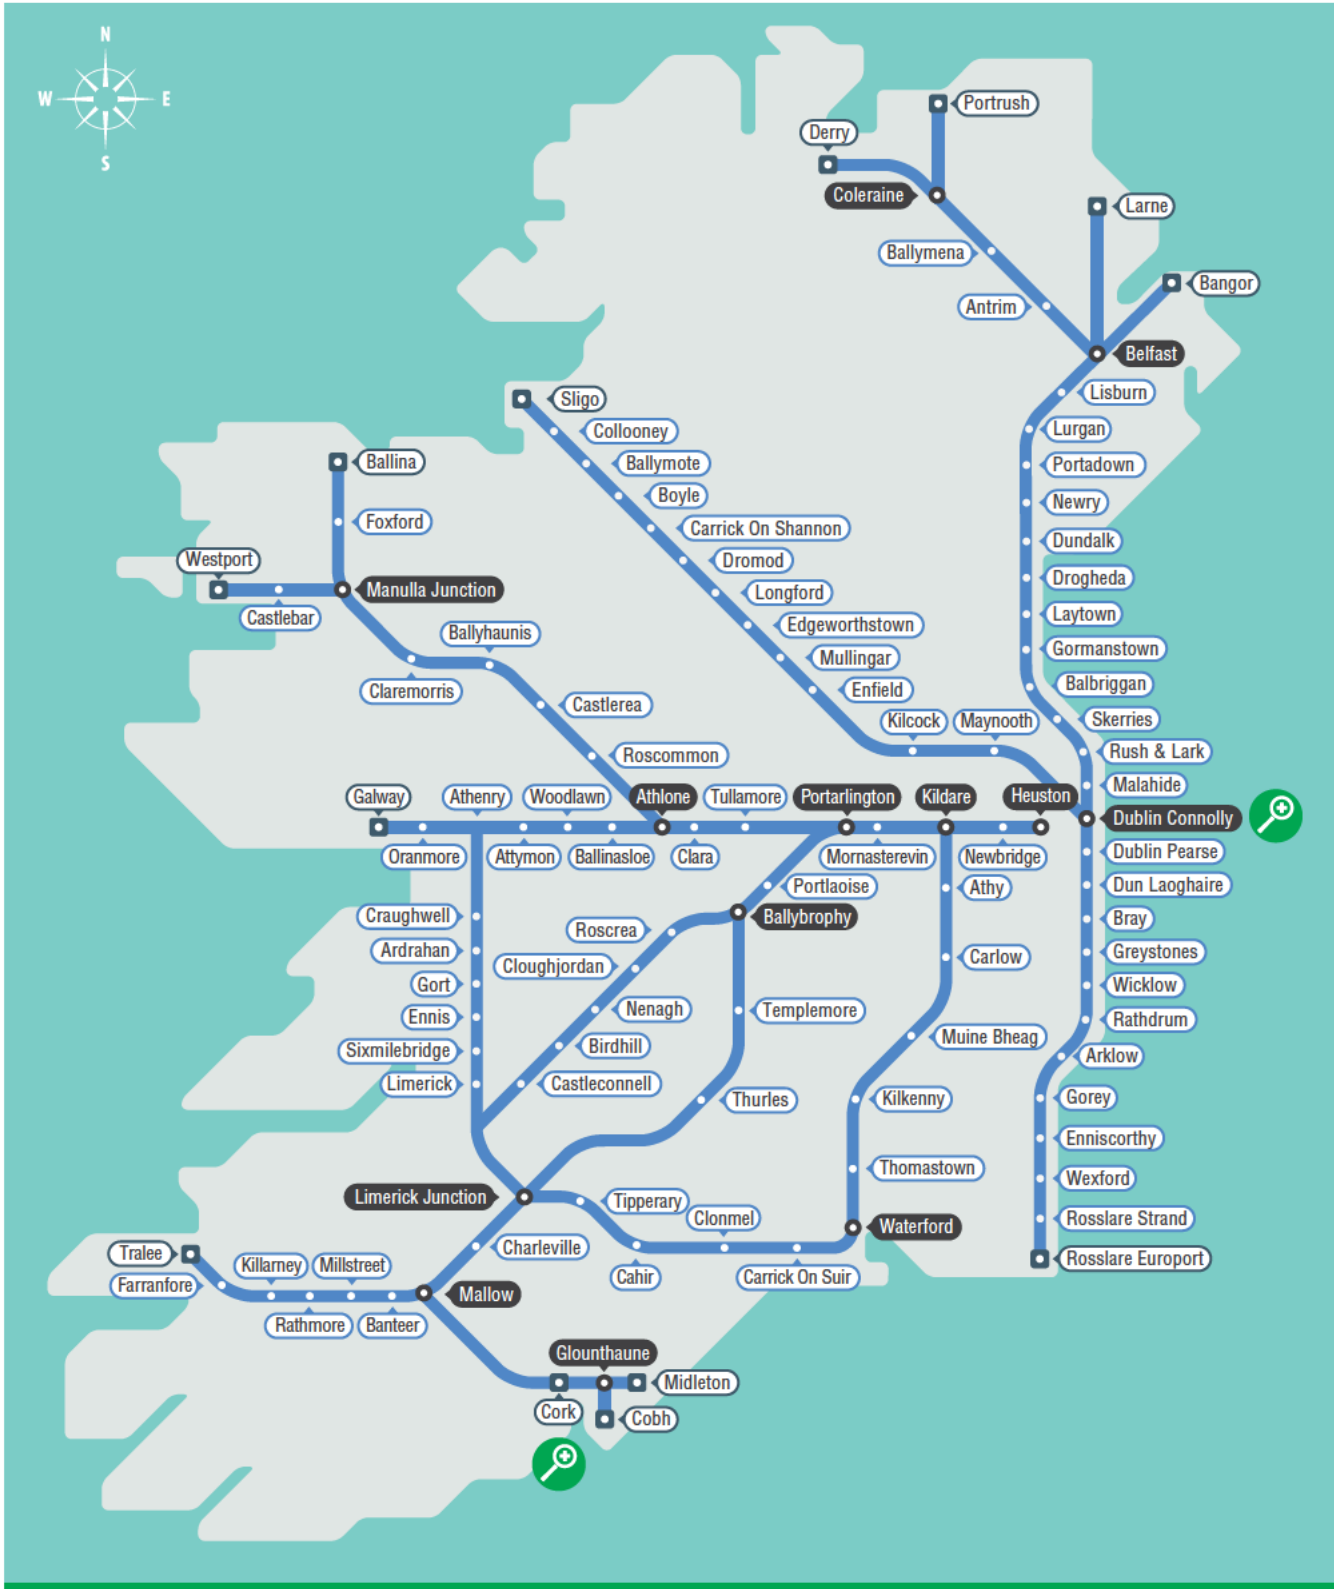 N
W
E
S
Portrush
Derry
Coleraine
Larne
Ballymena
Bangor
Antrim
Belfast
Lisburn
Sligo
Collooney
Lurgan
Ballina
Ballymote
Portadown
Boyle
Newry
Foxford
Carrick On Shannon
Dundalk
Westport
Dromod
Drogheda
Manulla Junction
Longford
Castlebar
Laytown
Ballyhaunis
Edgeworthstown
Gormanstown
Mullingar
Claremorris
Enfield
Balbriggan
Castlerea
Kilcock
Maynooth
Skerries
Roscommon
Rush & Lark
Malahide
Galway
Athenry
Woodlawn
Athlone
Tullamore
Portarlington
Kildare
Heuston
Dublin Connolly
Oranmore
Attymon
Ballinasloe
Clara
Mornasterevin
Newbridge
Dublin Pearse
Portlaoise
Athy
Dun Laoghaire
Craughwell
Ballybrophy
Bray
Roscrea
Ardrahan
Greystones
Cloughjordan
Carlow
Gort
Wicklow
Ennis
Nenagh
Templemore
Rathdrum
Sixmilebridge
Birdhill
Muine Bheag
Arklow
Limerick
Castleconnell
Thurles
Kilkenny
Gorey
Enniscorthy
Thomastown
Wexford
Limerick Junction
Tipperary
Clonmel
Waterford
Rosslare Strand
Tralee
Charleville
Rosslare Europort
Killarney
Millstreet
Farranfore
Cahir
Carrick On Suir
Mallow
Rathmore
Banteer
Glounthaune
Midleton
Cork
Cobh